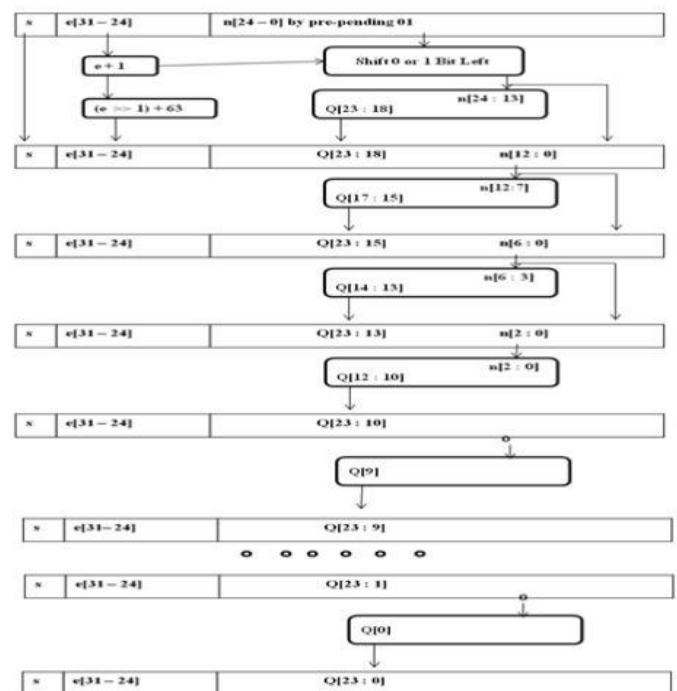 s e[31 – 24] n[24 – 0] by pre-pending 01
e + 1 Shift 0 or 1 Bit Left
(e >> 1) + 63 n[24 : 13]
Q[23 : 18]
s e[31 – 24] Q[23 : 18] n[12 : 0]
n[12:7]
Q[17 : 15]
s e[31 – 24] Q[23 : 15] n[6 : 0]
n[6 : 3]
Q[14 : 13]
s e[31 – 24] Q[23 : 13] n[2 : 0]
n[2 : 0]
Q[12 : 10]
s e[31 – 24] Q[23 : 10]
0
Q[9]
s e[31– 24] Q[23 : 9]
s e[31 – 24] Q[23 : 1]
0
Q[0]
s e[31 – 24] Q[23 : 0]